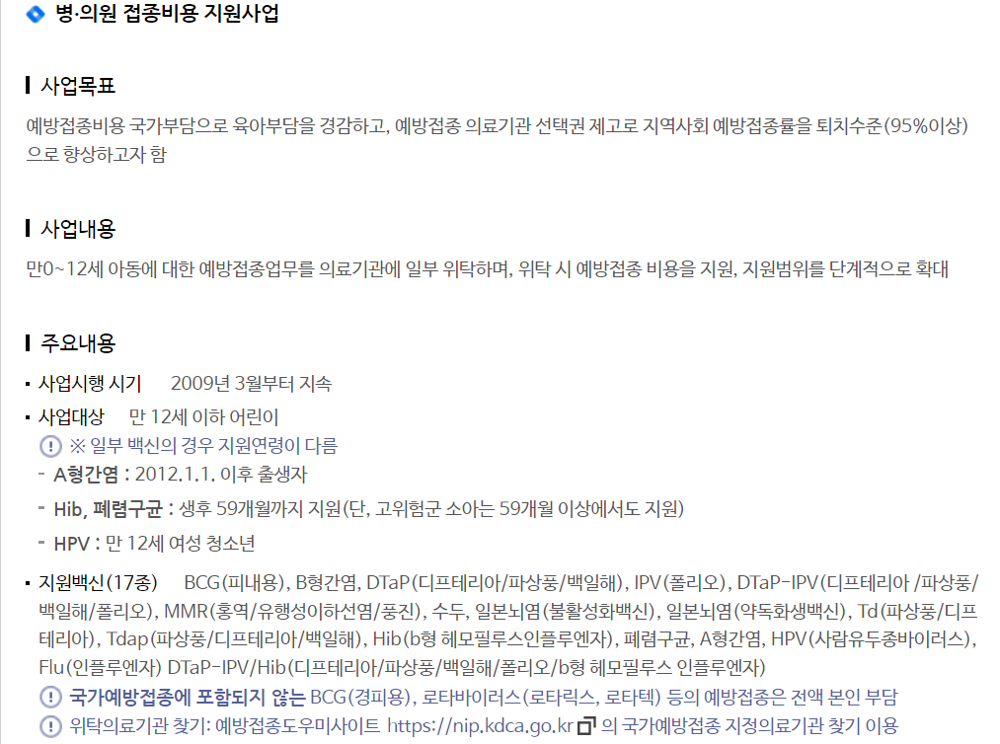 병·의원 접종비용 지원사업
사업목표
예방접종비용 국가부담으로 육아부담을 경감하고, 예방접종 의료기관 선택권 제고로 지역사회 예방접종률을 퇴치수준(95%이상)
으로 향상하고자 함
사업내용
만0~12세 아동에 대한 예방접종업무를 의료기관에 일부 위탁하며, 위탁 시 예방접종 비용을 지원, 지원범위를 단계적으로 확대
주요내용
▪ 사업시행 시기 2009년 3월부터 지속
▪ 사업대상 만 12세 이하 어린이
※ 일부 백신의 경우 지원연령이 다름
- A형간염 : 2012.1.1. 이후 출생자
- Hib, 폐렴구균 : 생후 59개월까지 지원(단, 고위험군 소아는 59개월 이상에서도 지원)
- HPV : 만 12세 여성 청소년
▪ 지원백신(17종) BCG(피내용), B형간염, DTaP(디프테리아/파상풍/백일해), IPV(폴리오), DTaP-IPV(디프테리아 /파상풍/
백일해/폴리오), MMR(홍역/유행성이하선염/풍진), 수두, 일본뇌염(불활성화백신), 일본뇌염(약독화생백신), Td(파상풍/디프
테리아), Tdap(파상풍/디프테리아/백일해), Hib(b형 헤모필루스인플루엔자), 폐렴구균, A형간염, HPV(사람유두종바이러스),
Flu(인플루엔자) DTaP-IPV/Hib(디프테리아/파상풍/백일해/폴리오/b형 헤모필루스 인플루엔자)
국가예방접종에 포함되지 않는 BCG(경피용), 로타바이러스(로타릭스, 로타텍) 등의 예방접종은 전액 본인 부담
위탁의료기관 찾기: 예방접종도우미사이트 https://nip.kdca.go.kr 의 국가예방접종 지정의료기관 찾기 이용